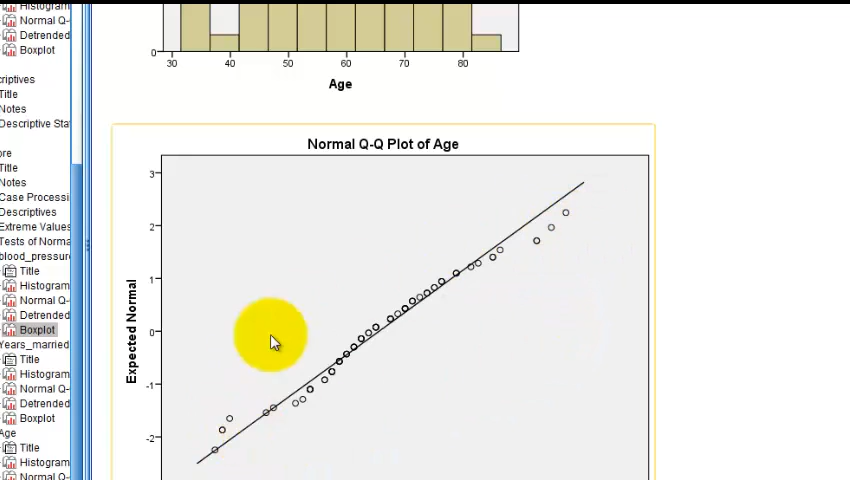 Histogram
Normal Q-
Detrended
Boxplot
criptives
Title
Notes
Descriptive Sta
ore
Title
Notes
Case Processi
Descriptives
Extreme Values
Tests of Norma
blood_pressure
Title
Histogram
Normal Q-
Detrended
Boxplot
Years_married
Title
Histogram
Normal Q-
Detrended
Boxplot
Age
Title
Histogram
Normal Q-
0
30 40 50 60 70 80
Age
Normal Q-Q Plot of Age
3
2
1
0
-1
-2
Expected Normal